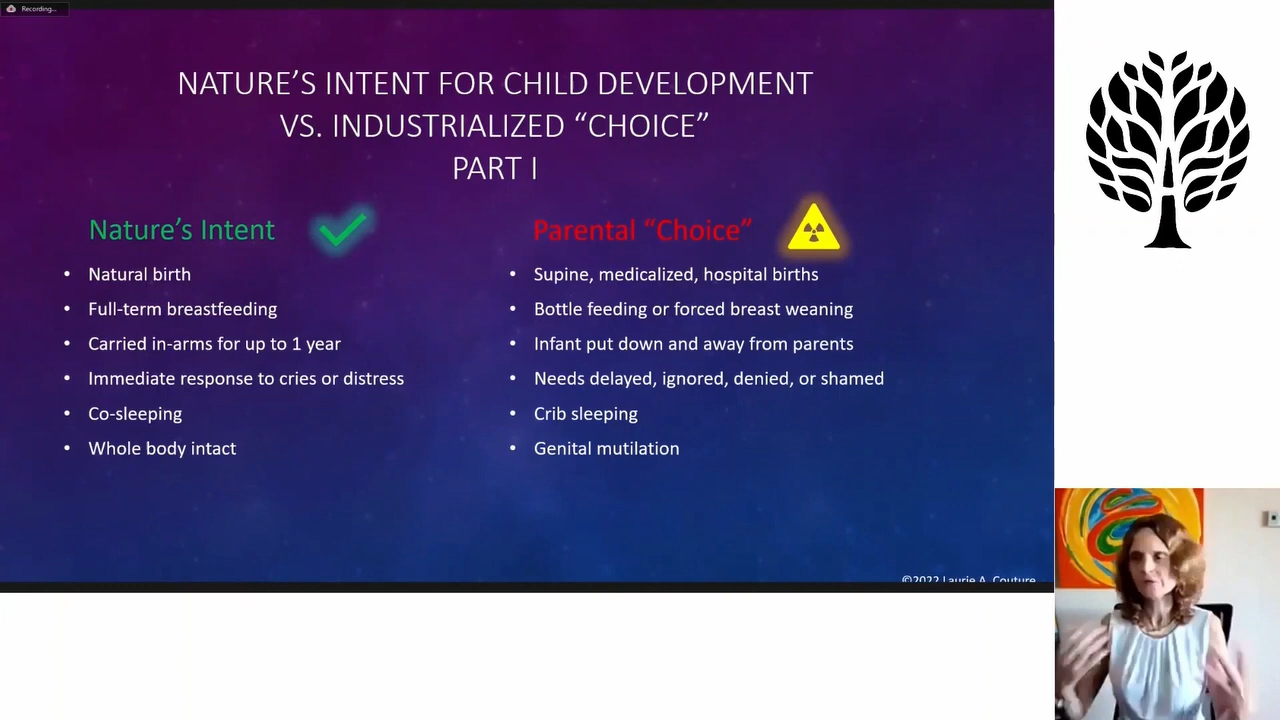 Recording...
NATURE'S INTENT FOR CHILD DEVELOPMENT
VS. INDUSTRIALIZED “CHOICE”
PART I
Nature's Intent
• Natural birth
• Full-term breastfeeding
• Carried in-arms for up to 1 year
• Immediate response to cries or distress
• Co-sleeping
• Whole body intact
Parental “Choice”
• Supine, medicalized, hospital births
• Bottle feeding or forced breast weaning
• Infant put down and away from parents
• Needs delayed, ignored, denied, or shamed
• Crib sleeping
• Genital mutilation
©2022 Laurie A. Couture